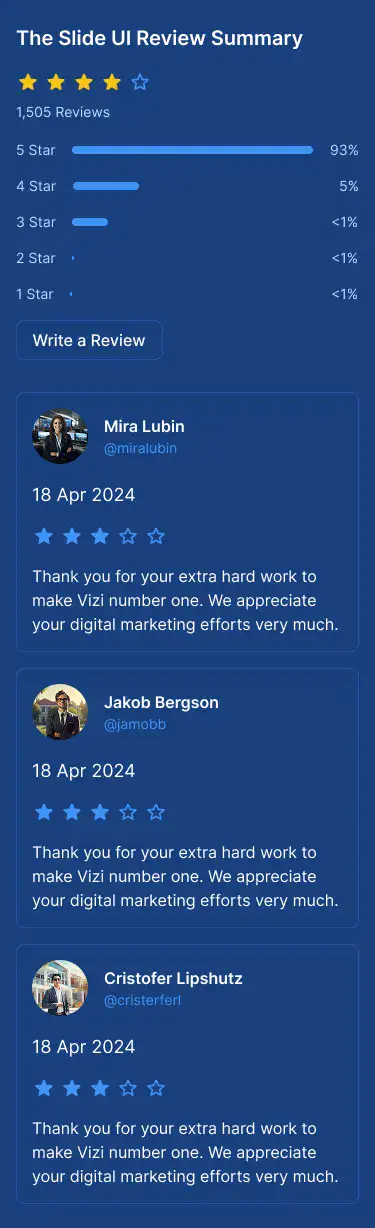 The Slide UI Review Summary
1,505 Reviews
5 Star 93%
4 Star 5%
3 Star <1%
2 Star <1%
1 Star <1%
Write a Review
Mira Lubin
@miralubin
18 Apr 2024
Thank you for your extra hard work to
make Vizi number one. We appreciate
your digital marketing efforts very much.
Jakob Bergson
@jamobb
18 Apr 2024
Thank you for your extra hard work to
make Vizi number one. We appreciate
your digital marketing efforts very much.
Cristofer Lipshutz
@cristerferl
18 Apr 2024
Thank you for your extra hard work to
make Vizi number one. We appreciate
your digital marketing efforts very much.